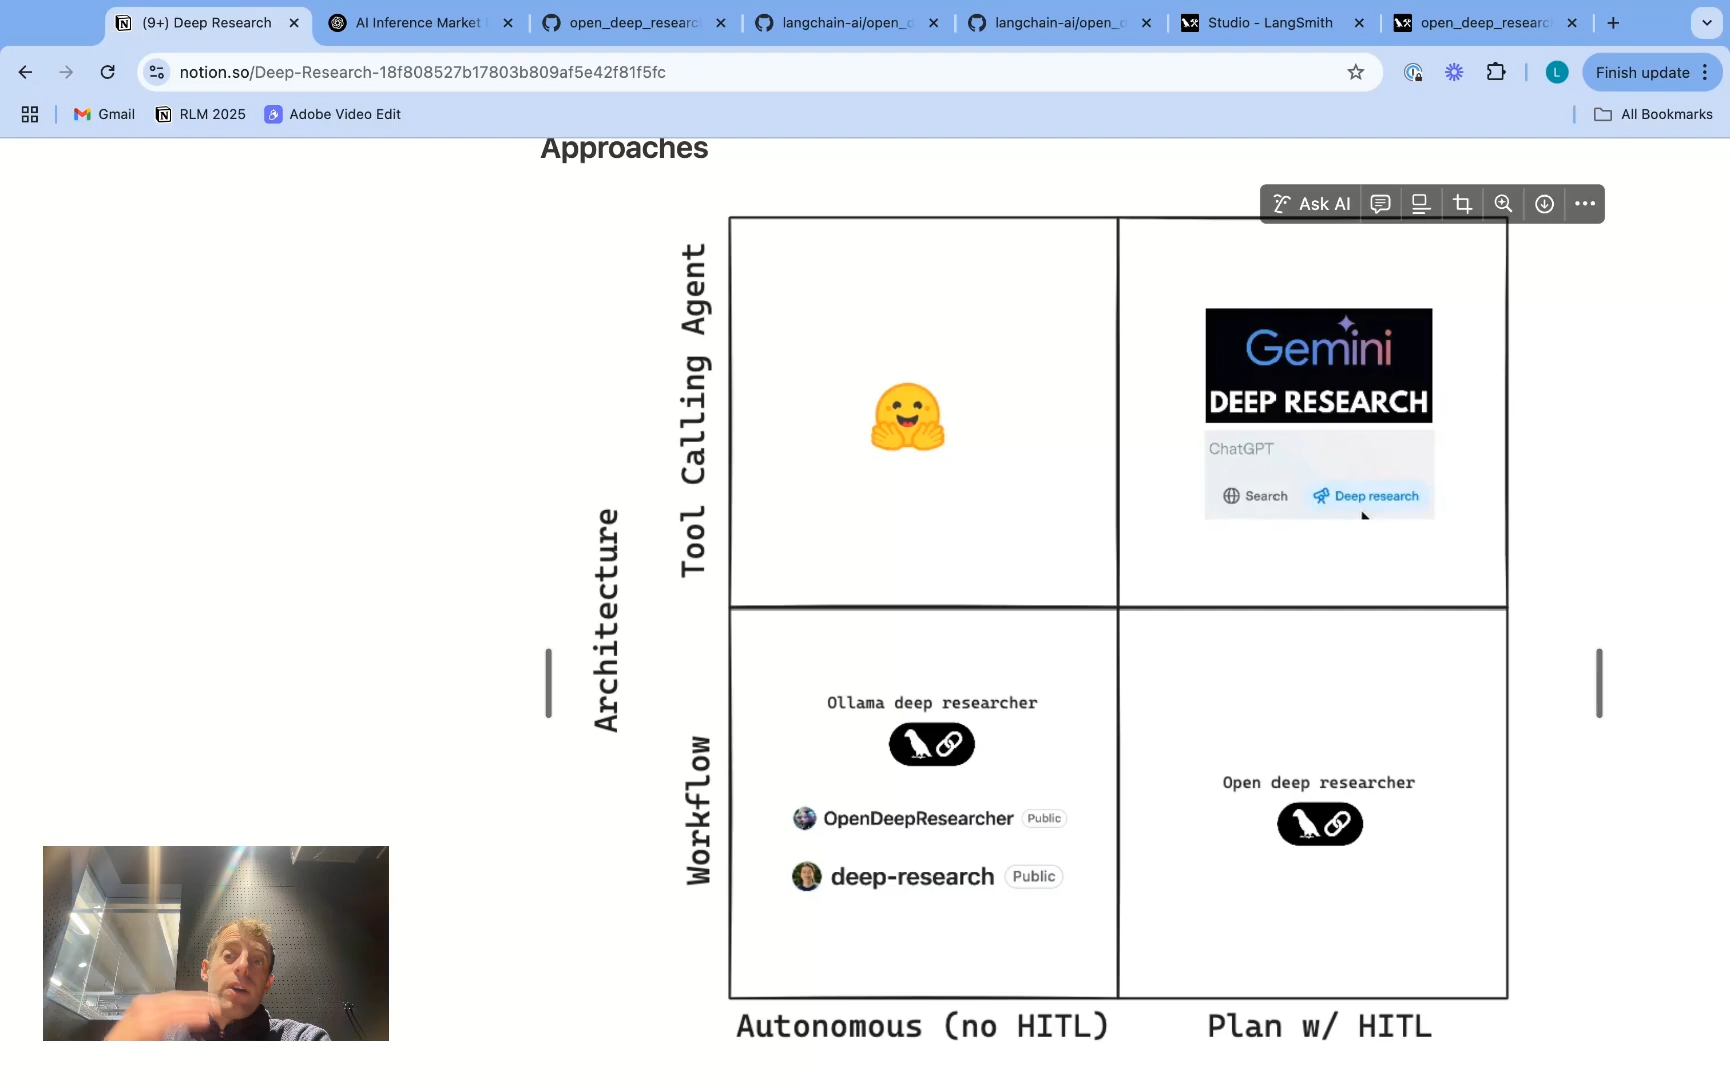 (9+) Deep Research
AI Inference Market
open_deep_researc
langchain-ai/open_d
langchain-ai/open_d
Studio - LangSmith
open_deep_researc
notion.so/Deep-Research-18f808527b17803b809af5e42f81f5fc
L
Finish update
Gmail
RLM 2025
Adobe Video Edit
All Bookmarks
Approaches
Ask AI
Architecture
Tool Calling Agent
Gemini
DEEP RESEARCH
ChatGPT
Search
Deep research
Workflow
Ollama deep researcher
OpenDeepResearcher Public
deep-research Public
Open deep researcher
Autonomous (no HITL)
Plan w/ HITL